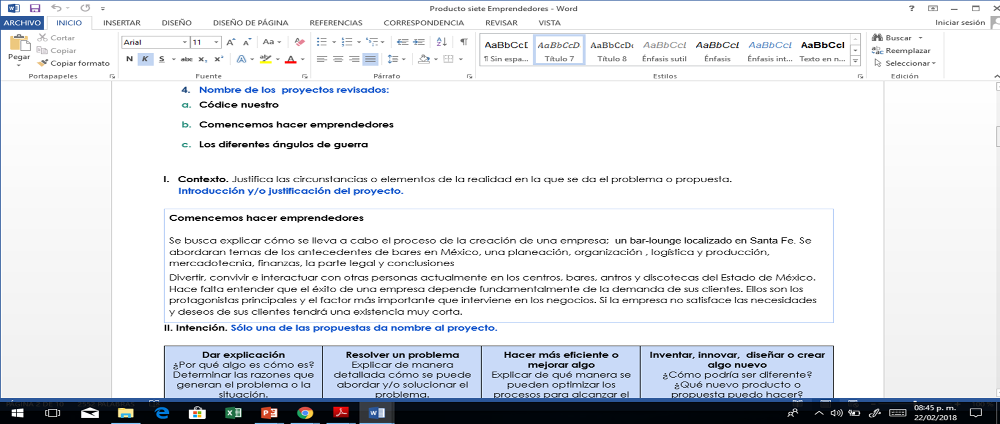 Producto siete Emprendedores - Word
?
ARCHIVO INICIO INSERTAR DISEÑO DISEÑO DE PÁGINA REFERENCIAS CORRESPONDENCIA REVISAR VISTA Iniciar sesión
Pegar
Cortar
Copiar
Copiar formato
Portapapeles
Arial 11
Aa
N K S abc x₂ x²
Fuente
Párrafo
AaBbCcD AaBbCcD AaBbCcDc AaBbCcL AaBbCcL AaBbCcL AaBbCcl
¶ Sin espa... Título 7 Título 8 Énfasis sutil Énfasis Énfasis int... Texto en n...
Estilos
Buscar
Reemplazar
Seleccionar
Edición
4. Nombre de los proyectos revisados:
a. Códice nuestro
b. Comencemos hacer emprendedores
c. Los diferentes ángulos de guerra
I. Contexto. Justifica las circunstancias o elementos de la realidad en la que se da el problema o propuesta.
Introducción y/o justificación del proyecto.
Comencemos hacer emprendedores
Se busca explicar cómo se lleva a cabo el proceso de la creación de una empresa; un bar-lounge localizado en Santa Fe. Se
abordaran temas de los antecedentes de bares en México, una planeación, organización , logística y producción,
mercadotecnia, finanzas, la parte legal y conclusiones
Divertir, convivir e interactuar con otras personas actualmente en los centros, bares, antros y discotecas del Estado de México.
Hace falta entender que el éxito de una empresa depende fundamentalmente de la demanda de sus clientes. Ellos son los
protagonistas principales y el factor más importante que interviene en los negocios. Si la empresa no satisface las necesidades
y deseos de sus clientes tendrá una existencia muy corta.
II. Intención. Sólo una de las propuestas da nombre al proyecto.
Dar explicación
¿Por qué algo es cómo es?
Determinar las razones que
generan el problema o la
situación.
Resolver un problema
Explicar de manera
detallada cómo se puede
abordar y/o solucionar el
problema.
Hacer más eficiente o
mejorar algo
Explicar de qué manera se
pueden optimizar los
procesos para alcanzar el
Inventar, innovar, diseñar o crear
algo nuevo
¿Cómo podría ser diferente?
¿Qué nuevo producto o
propuesta puedo hacer?
PÁGINA 2 DE 10 2552 PALABRAS 100 %
08:45 p. m.
22/02/2018